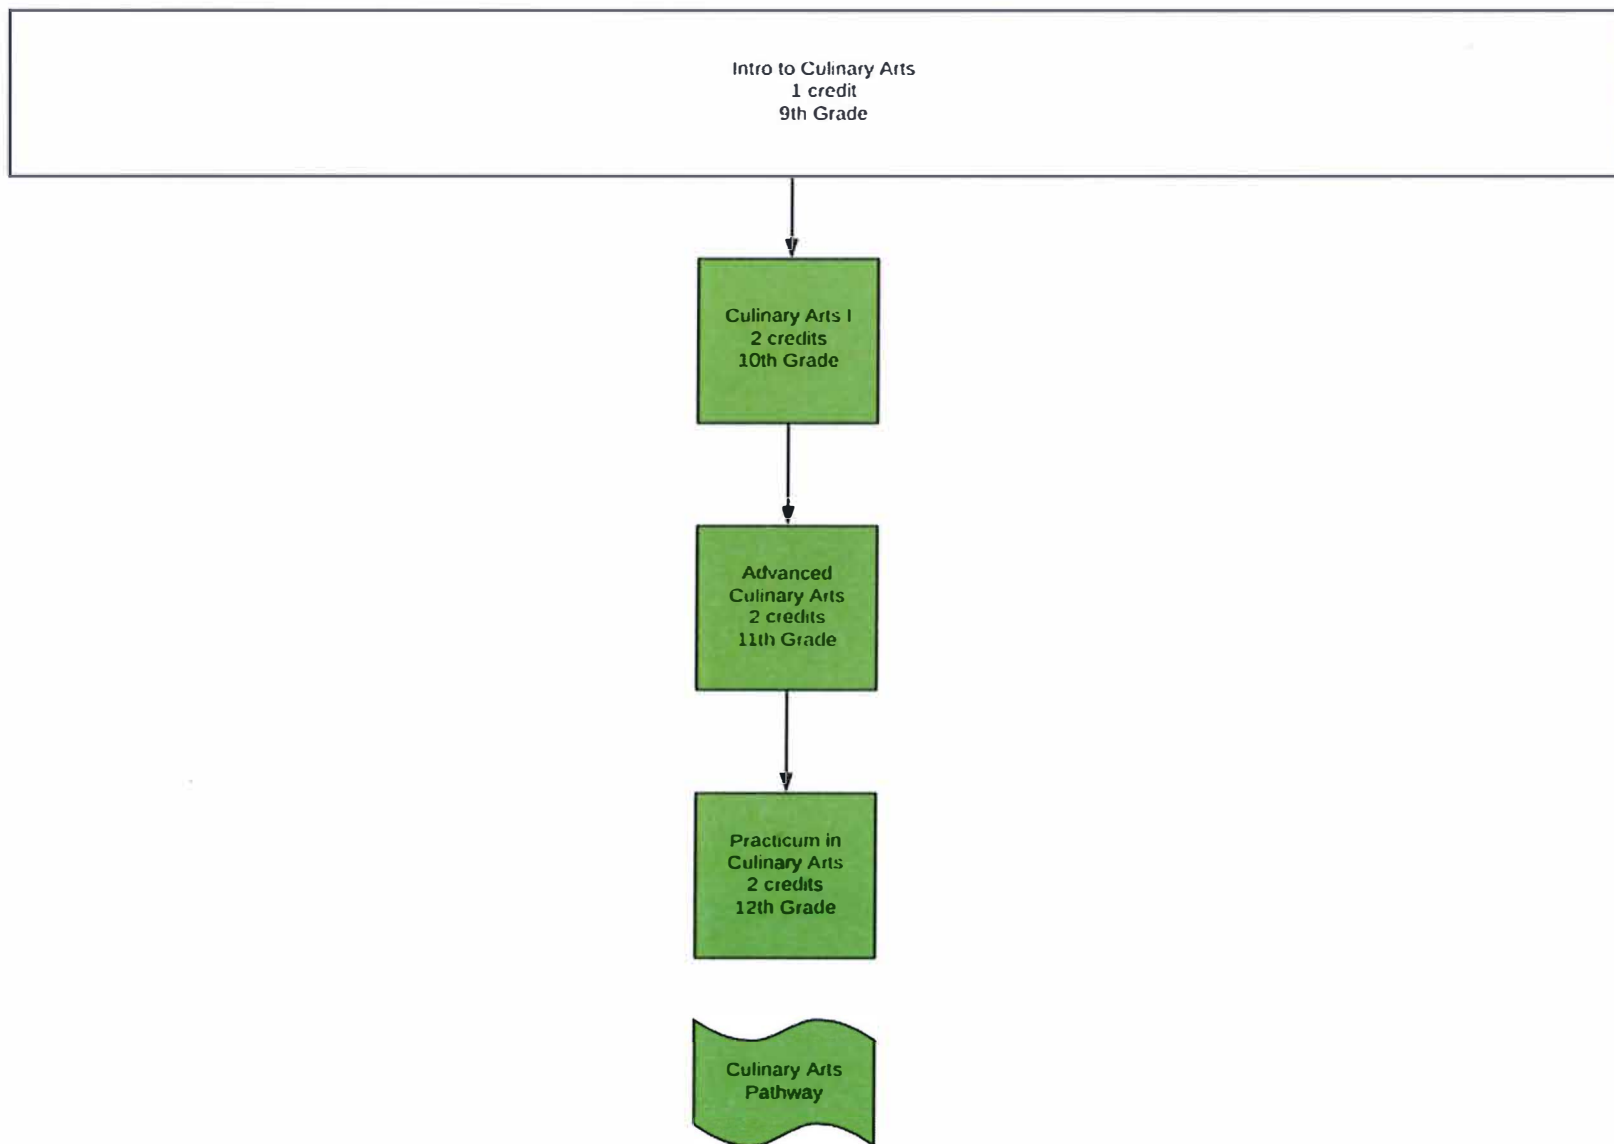 Intro to Culinary Arts
1 credit
9th Grade
Culinary Arts I
2 credits
10th Grade
Advanced
Culinary Arts
2 credits
11th Grade
Practicum in
Culinary Arts
2 credits
12th Grade
Culinary Arts
Pathway